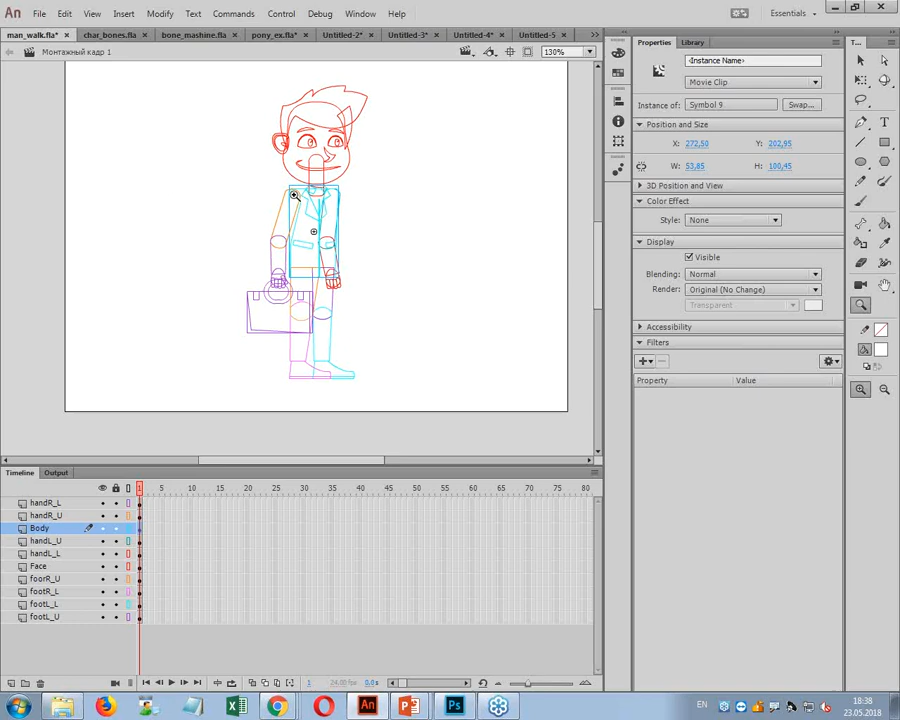 An File Edit View Insert Modify Text Commands Control Debug Window Help Essentials
man_walk.fla* × char_bones.fla × bone_mashine.fla × pony_ex.fla* × Untitled-2* × Untitled-3* × Untitled-4* × Untitled-5 × >>
Монтажный кадр 1 130%
Properties Library
<Instance Name>
Movie Clip
Instance of: Symbol 9 Swap...
Position and Size
X: 272,50 Y: 202,95
W: 53,85 H: 100,45
3D Position and View
Color Effect
Style: None
Display
Visible
Blending: Normal
Render: Original (No Change)
Transparent
Accessibility
Filters
Property Value
T...
Timeline Output
1 5 10 15 20 25 30 35 40 45 50 55 60 65 70 75 80
handR_L
handR_U
Body
handL_U
handL_L
Face
foorR_U
footR_L
footL_L
footL_U
1 24.00 fps 0.0s
EN 18:38
23.05.2018